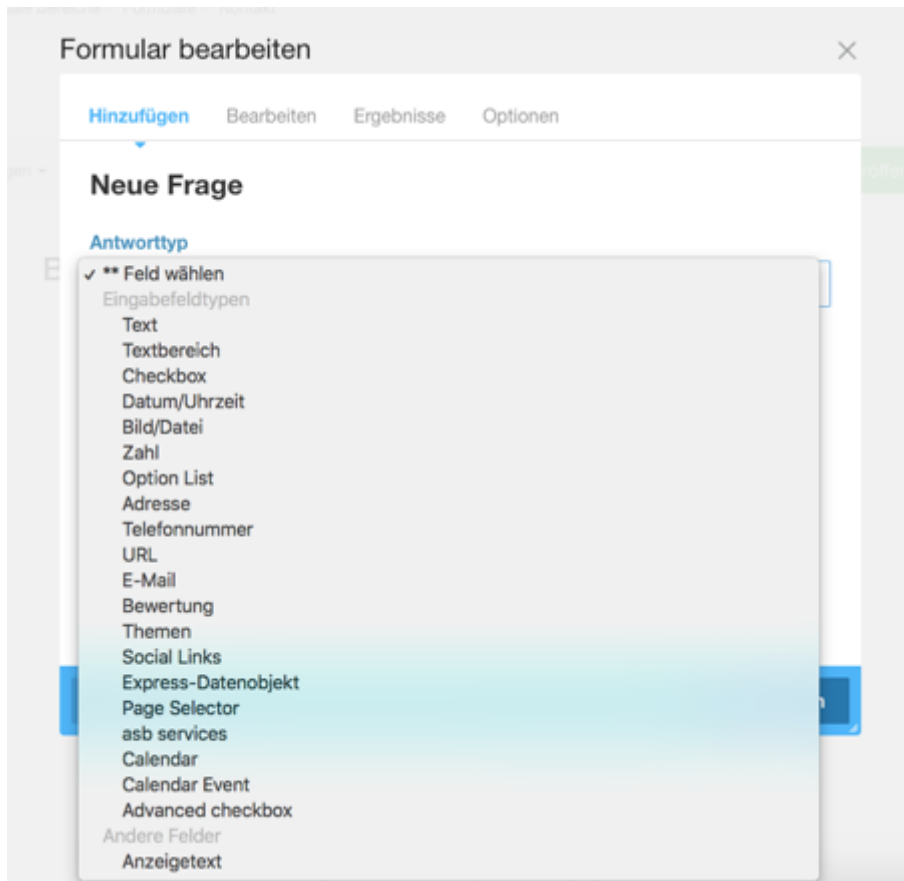 Formular bearbeiten
Hinzufügen Bearbeiten Ergebnisse Optionen
Neue Frage
Antworttyp
✓ ** Feld wählen
Eingabefeldtypen
Text
Textbereich
Checkbox
Datum/Uhrzeit
Bild/Datei
Zahl
Option List
Adresse
Telefonnummer
URL
E-Mail
Bewertung
Themen
Social Links
Express-Datenobjekt
Page Selector
asb services
Calendar
Calendar Event
Advanced checkbox
Andere Felder
Anzeigetext